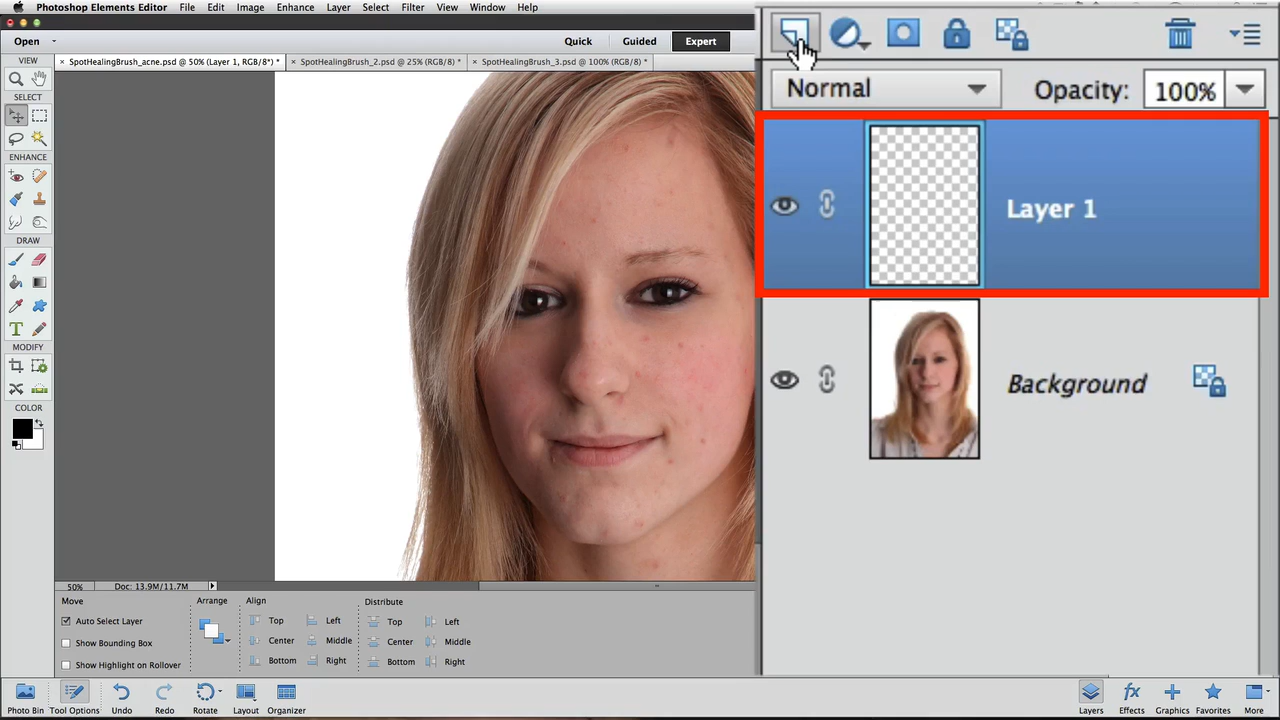 Photoshop Elements Editor File Edit Image Enhance Layer Select Filter View Window Help
Open Quick Guided Expert
VIEW
× SpotHealingBrush_acne.psd @ 50% (Layer 1, RGB/8*) * × SpotHealingBrush_2.psd @ 25% (RGB/8*) * × SpotHealingBrush_3.psd @ 100% (RGB/8*) *
SELECT
ENHANCE
DRAW
T
MODIFY
COLOR
Normal Opacity: 100%
Layer 1
Background
50% Doc: 13.9M/11.7M
Move Arrange Align Distribute
Auto Select Layer Top Left Top Left
Show Bounding Box Center Middle Center Middle
Show Highlight on Rollover Bottom Right Bottom Right
Photo Bin Tool Options Undo Redo Rotate Layout Organizer fx Layers Effects Graphics Favorites More